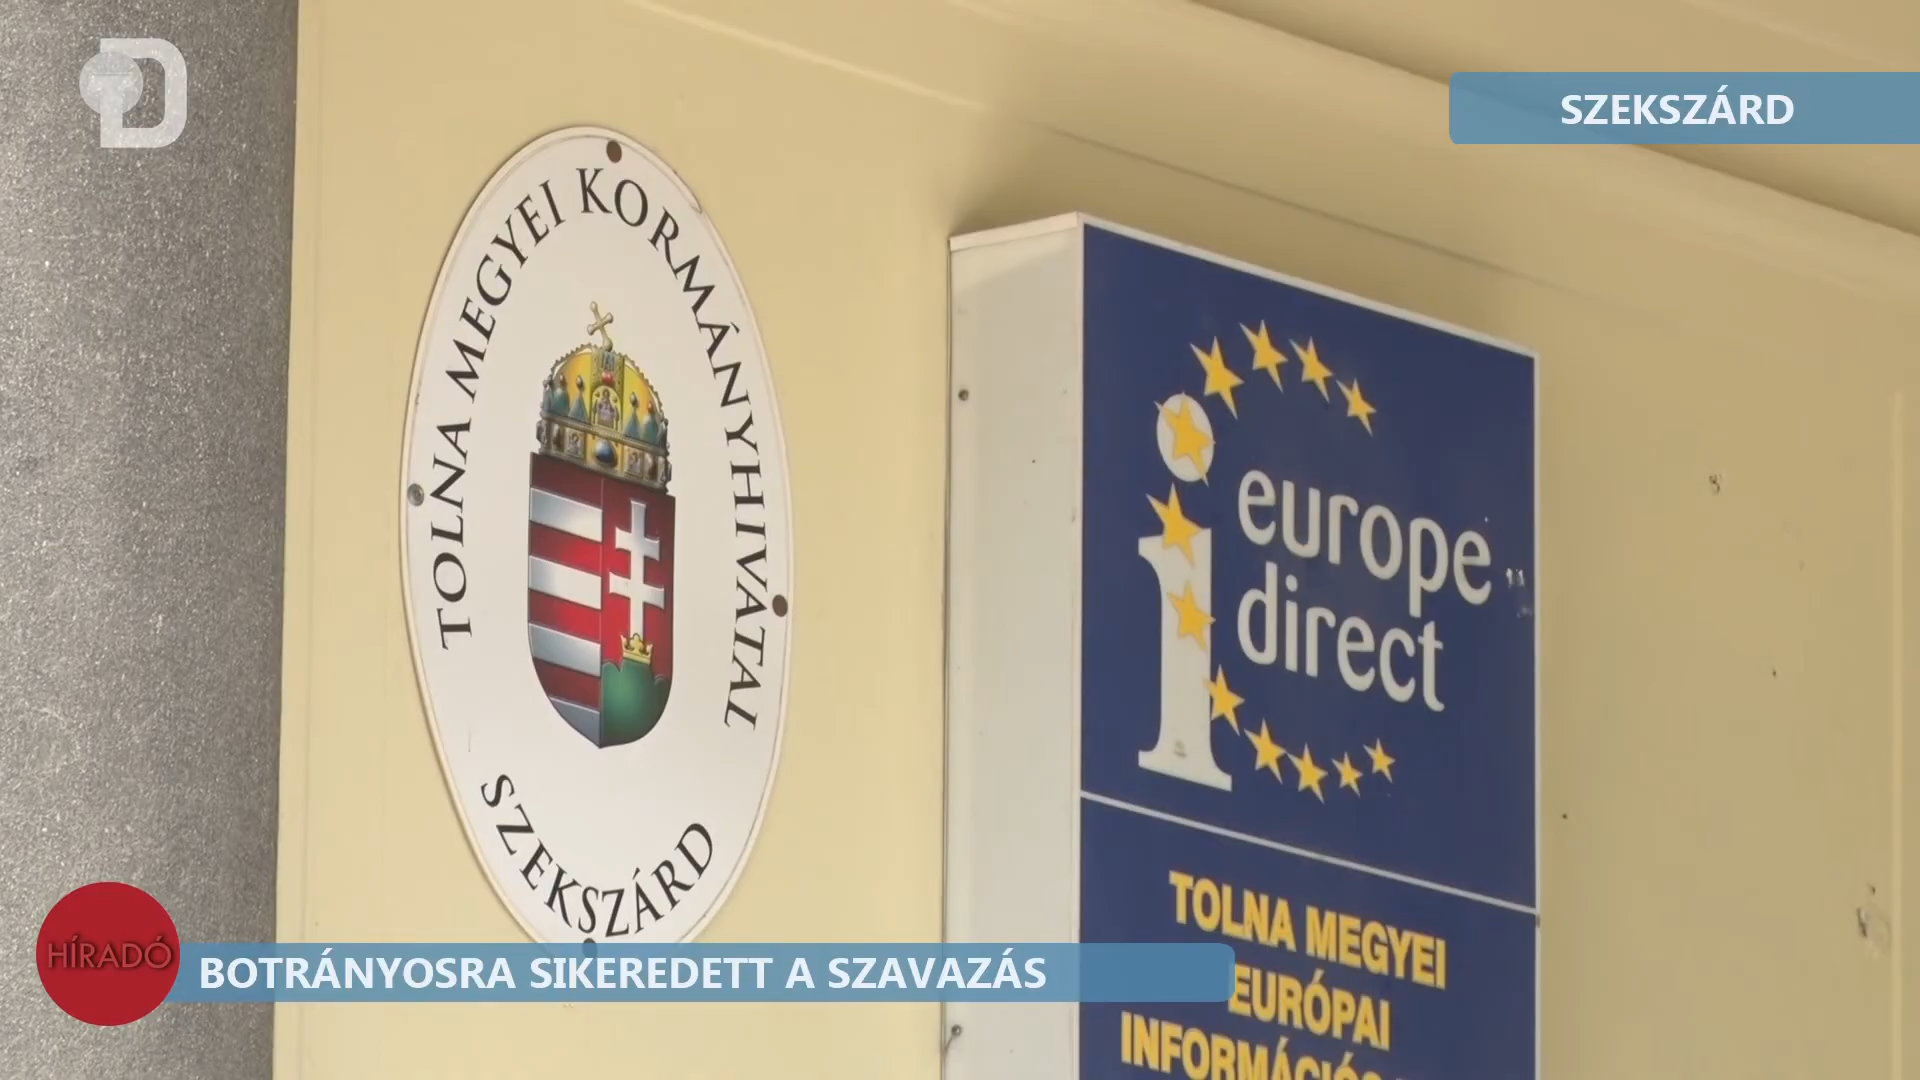 SZEKSZÁRD
TOLNA MEGYEI KORMÁNYHIVATAL
SZEKSZÁRD
europe
direct
TOLNA MEGYEI
EURÓPAI
HÍRADÓ
BOTRÁNYOSRA SIKEREDETT A SZAVAZÁS